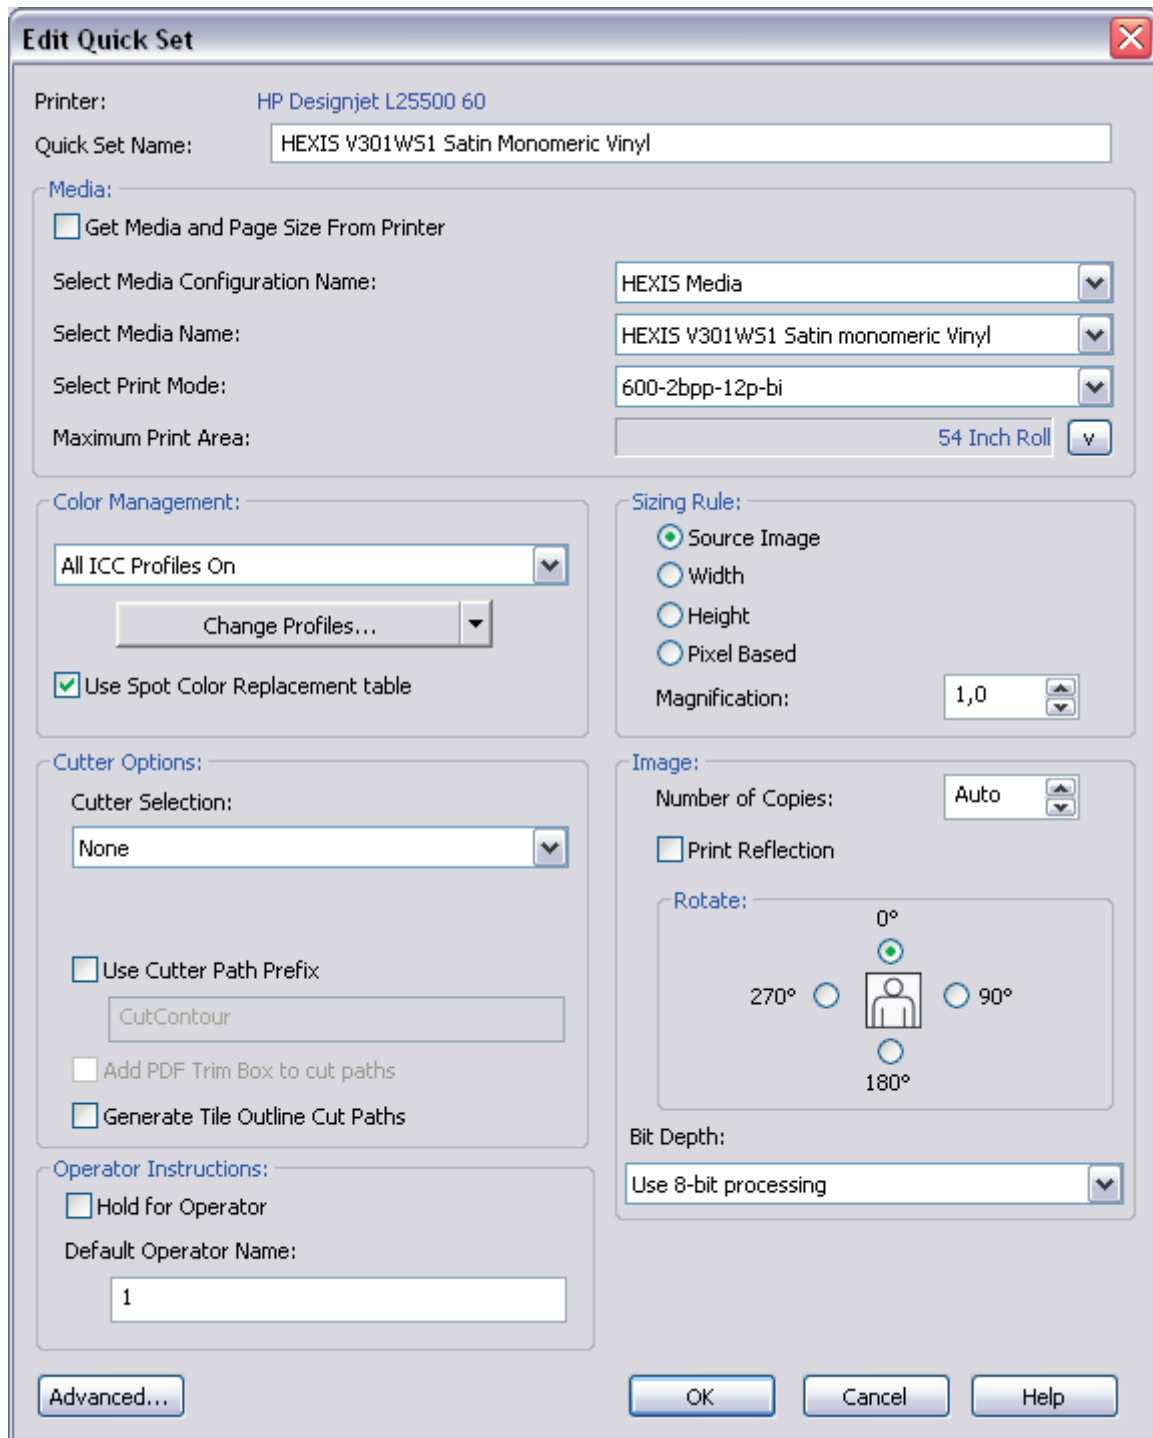 Edit Quick Set
Printer: HP Designjet L25500 60
Quick Set Name: HEXIS V301WS1 Satin Monomeric Vinyl
Media:
Get Media and Page Size From Printer
Select Media Configuration Name: HEXIS Media
Select Media Name: HEXIS V301WS1 Satin monomeric Vinyl
Select Print Mode: 600-2bpp-12p-bi
Maximum Print Area: 54 Inch Roll v
Color Management:
All ICC Profiles On
Change Profiles...
Use Spot Color Replacement table
Sizing Rule:
Source Image
Width
Height
Pixel Based
Magnification: 1,0
Cutter Options:
Cutter Selection:
None
Use Cutter Path Prefix
CutContour
Add PDF Trim Box to cut paths
Generate Tile Outline Cut Paths
Image:
Number of Copies: Auto
Print Reflection
Rotate:
0°
270° 90°
180°
Bit Depth:
Use 8-bit processing
Operator Instructions:
Hold for Operator
Default Operator Name:
1
Advanced... OK Cancel Help